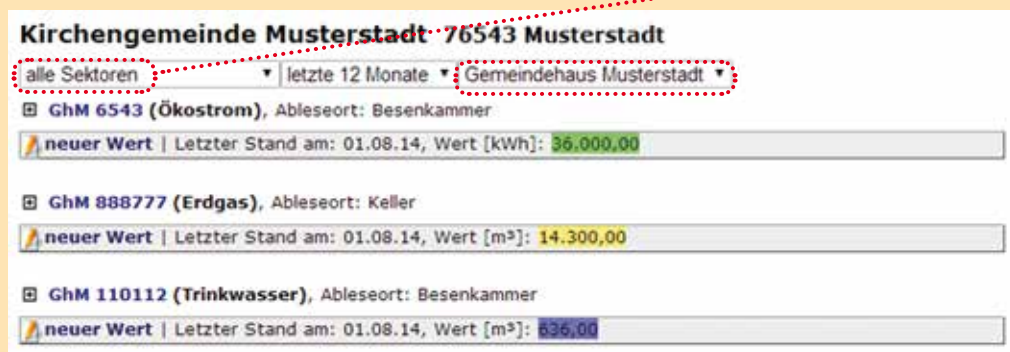 Kirchengemeinde Musterstadt 76543 Musterstadt
alle Sektoren letzte 12 Monate Gemeindehaus Musterstadt
GhM 6543 (Ökostrom), Ableseort: Besenkammer
neuer Wert | Letzter Stand am: 01.08.14, Wert [kWh]: 36.000,00
GhM 888777 (Erdgas), Ableseort: Keller
neuer Wert | Letzter Stand am: 01.08.14, Wert [m³]: 14.300,00
GhM 110112 (Trinkwasser), Ableseort: Besenkammer
neuer Wert | Letzter Stand am: 01.08.14, Wert [m³]: 636,00